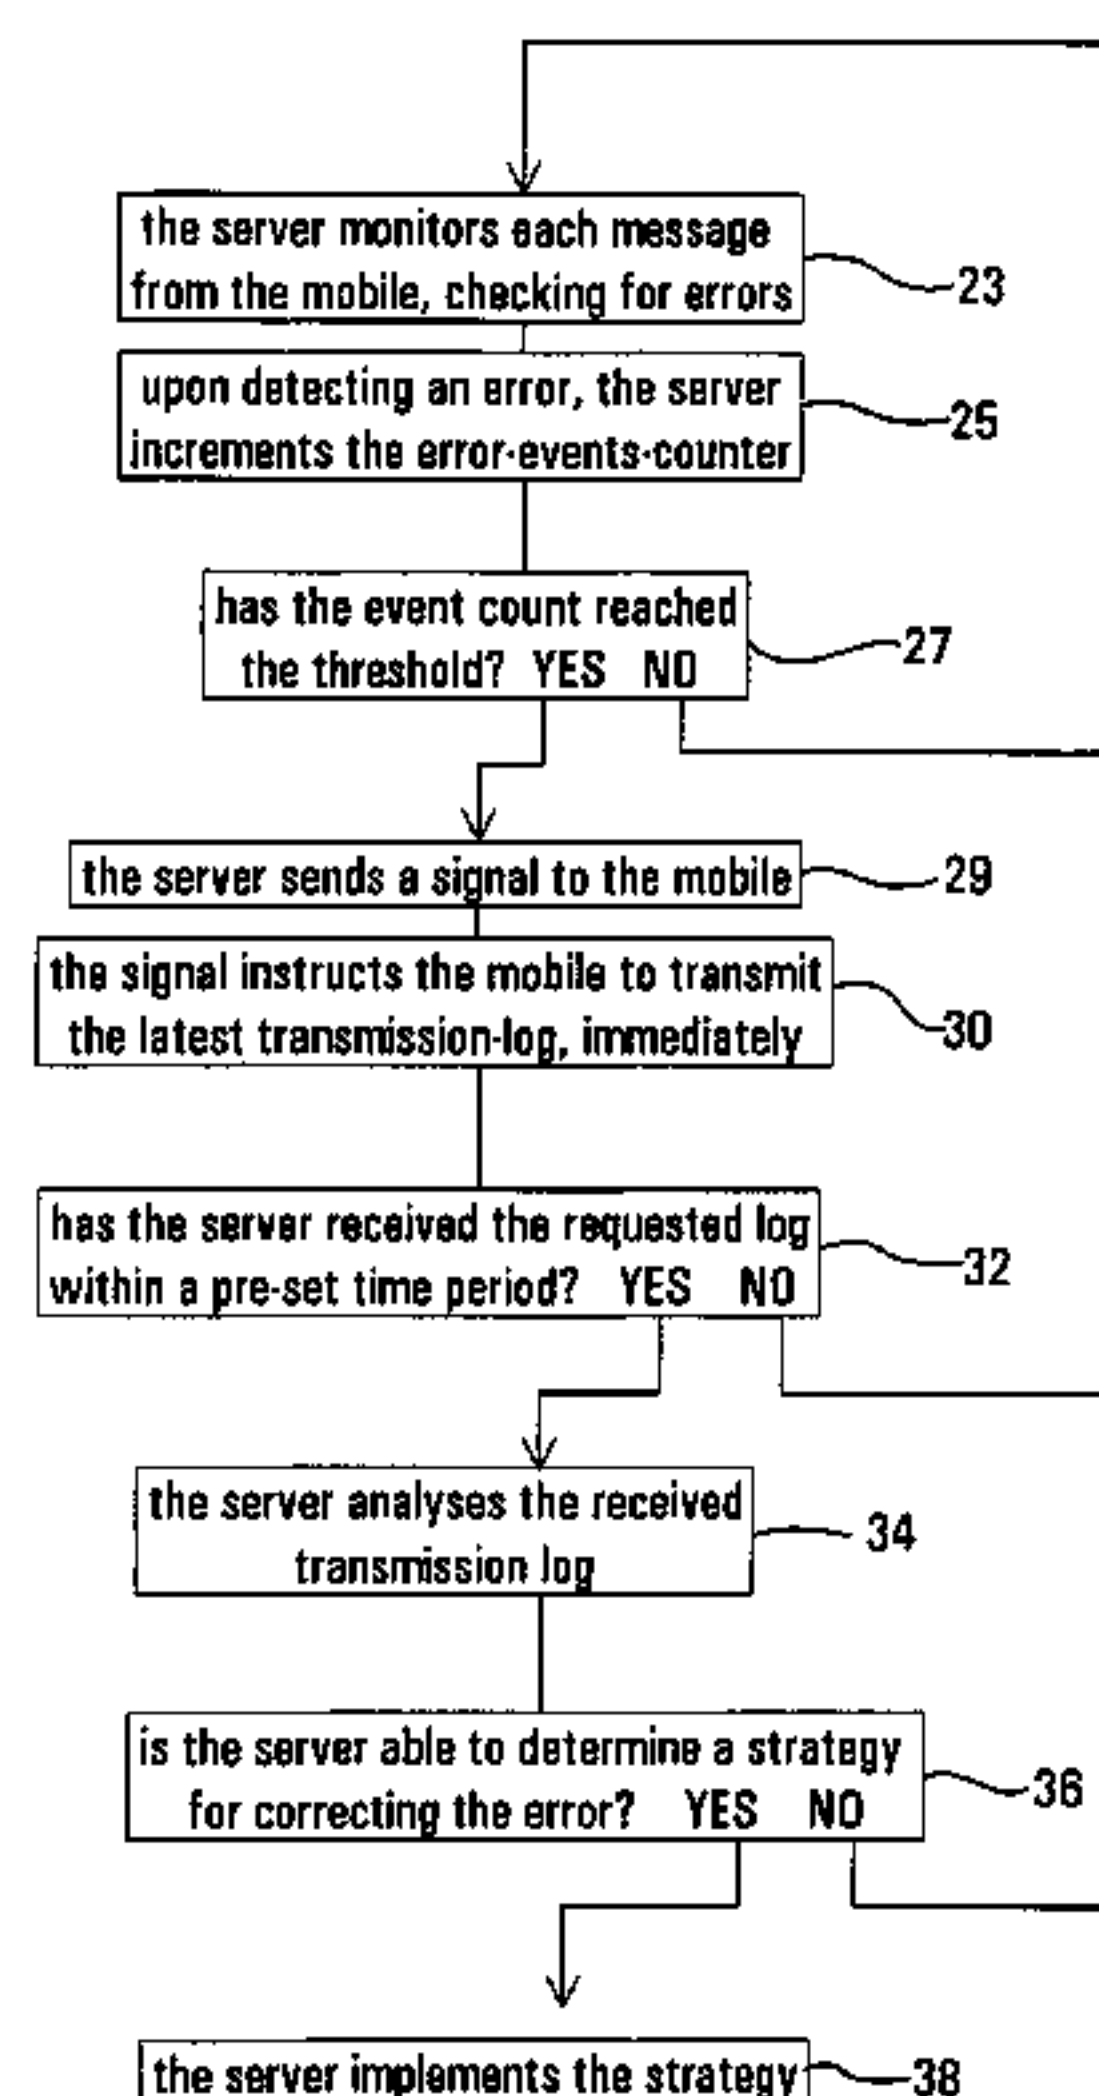 the server monitors each message
from the mobile, checking for errors
23
upon detecting an error, the server
increments the error-events-counter
25
has the event count reached
the threshold? YES NO
27
the server sends a signal to the mobile
29
the signal instructs the mobile to transmit
the latest transmission-log, immediately
30
has the server received the requested log
within a pre-set time period? YES NO
32
the server analyses the received
transmission log
34
is the server able to determine a strategy
for correcting the error? YES NO
36
the server implements the strategy
38